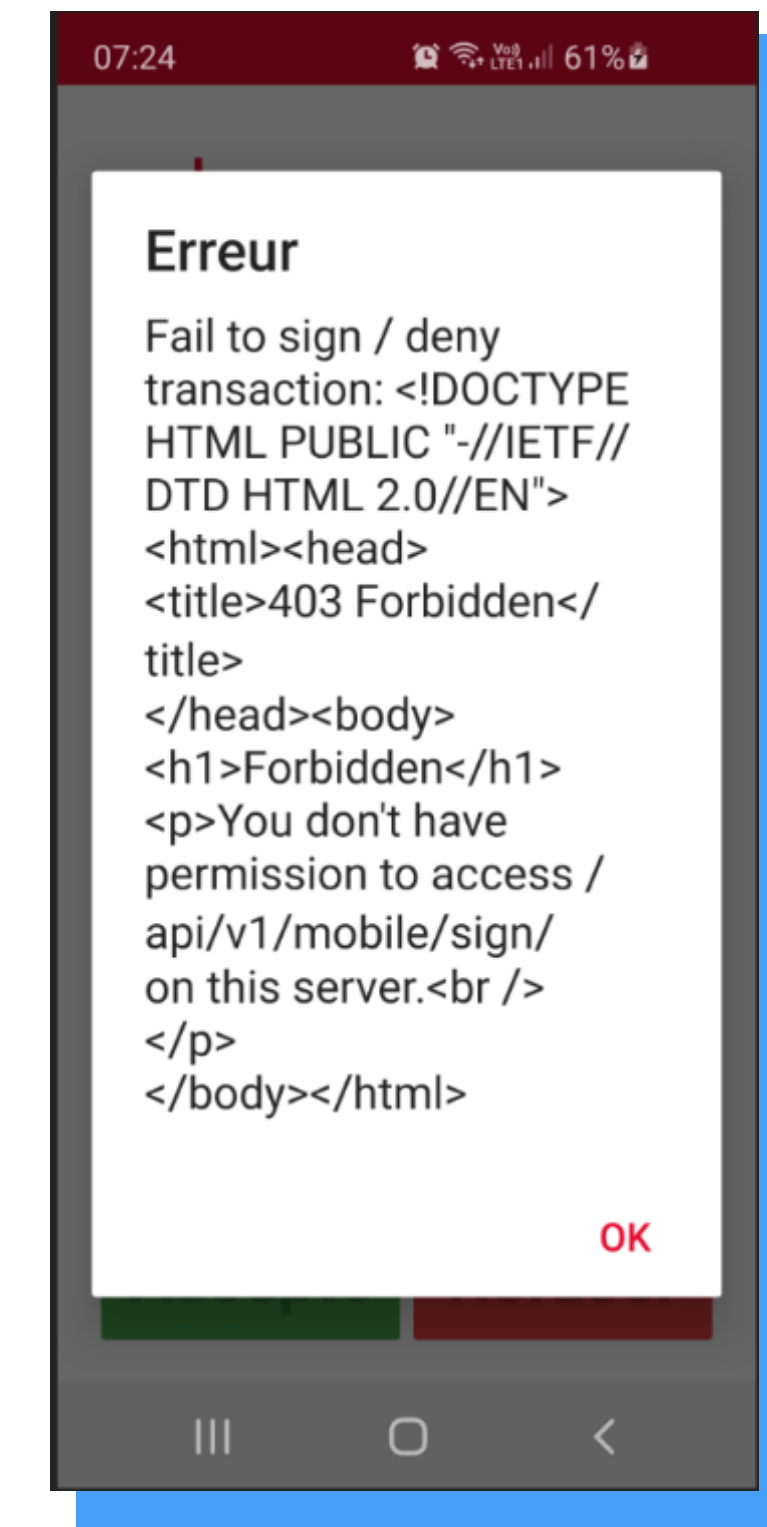 07:24
Vo)) LTE1 61%
Erreur
Fail to sign / deny
transaction: <!DOCTYPE
HTML PUBLIC "-//IETF//
DTD HTML 2.0//EN">
<html><head>
<title>403 Forbidden</
title>
</head><body>
<h1>Forbidden</h1>
<p>You don't have
permission to access /
api/v1/mobile/sign/
on this server.<br />
</p>
</body></html>
OK